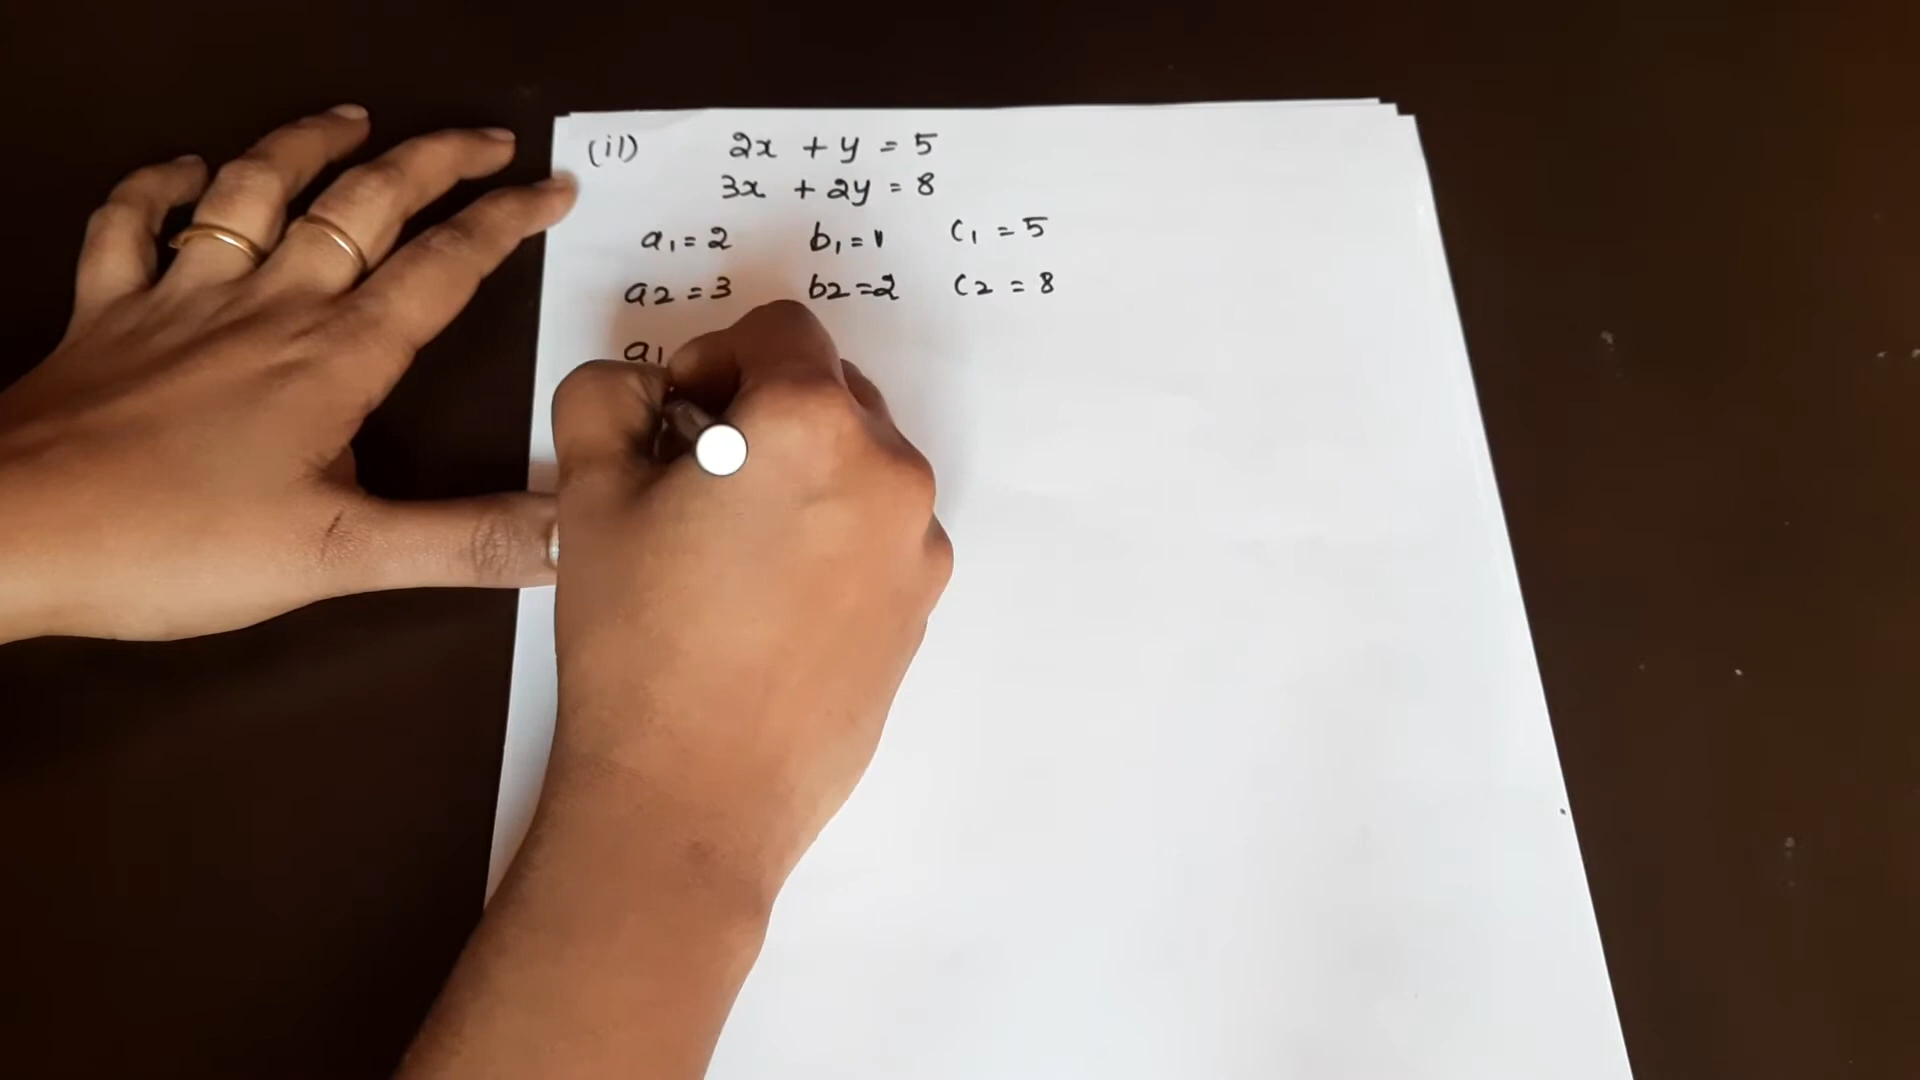 (ii) 2x + y = 5
3x + 2y = 8
a1 = 2 b1 = 1 c1 = 5
a2 = 3 b2 = 2 c2 = 8
a1